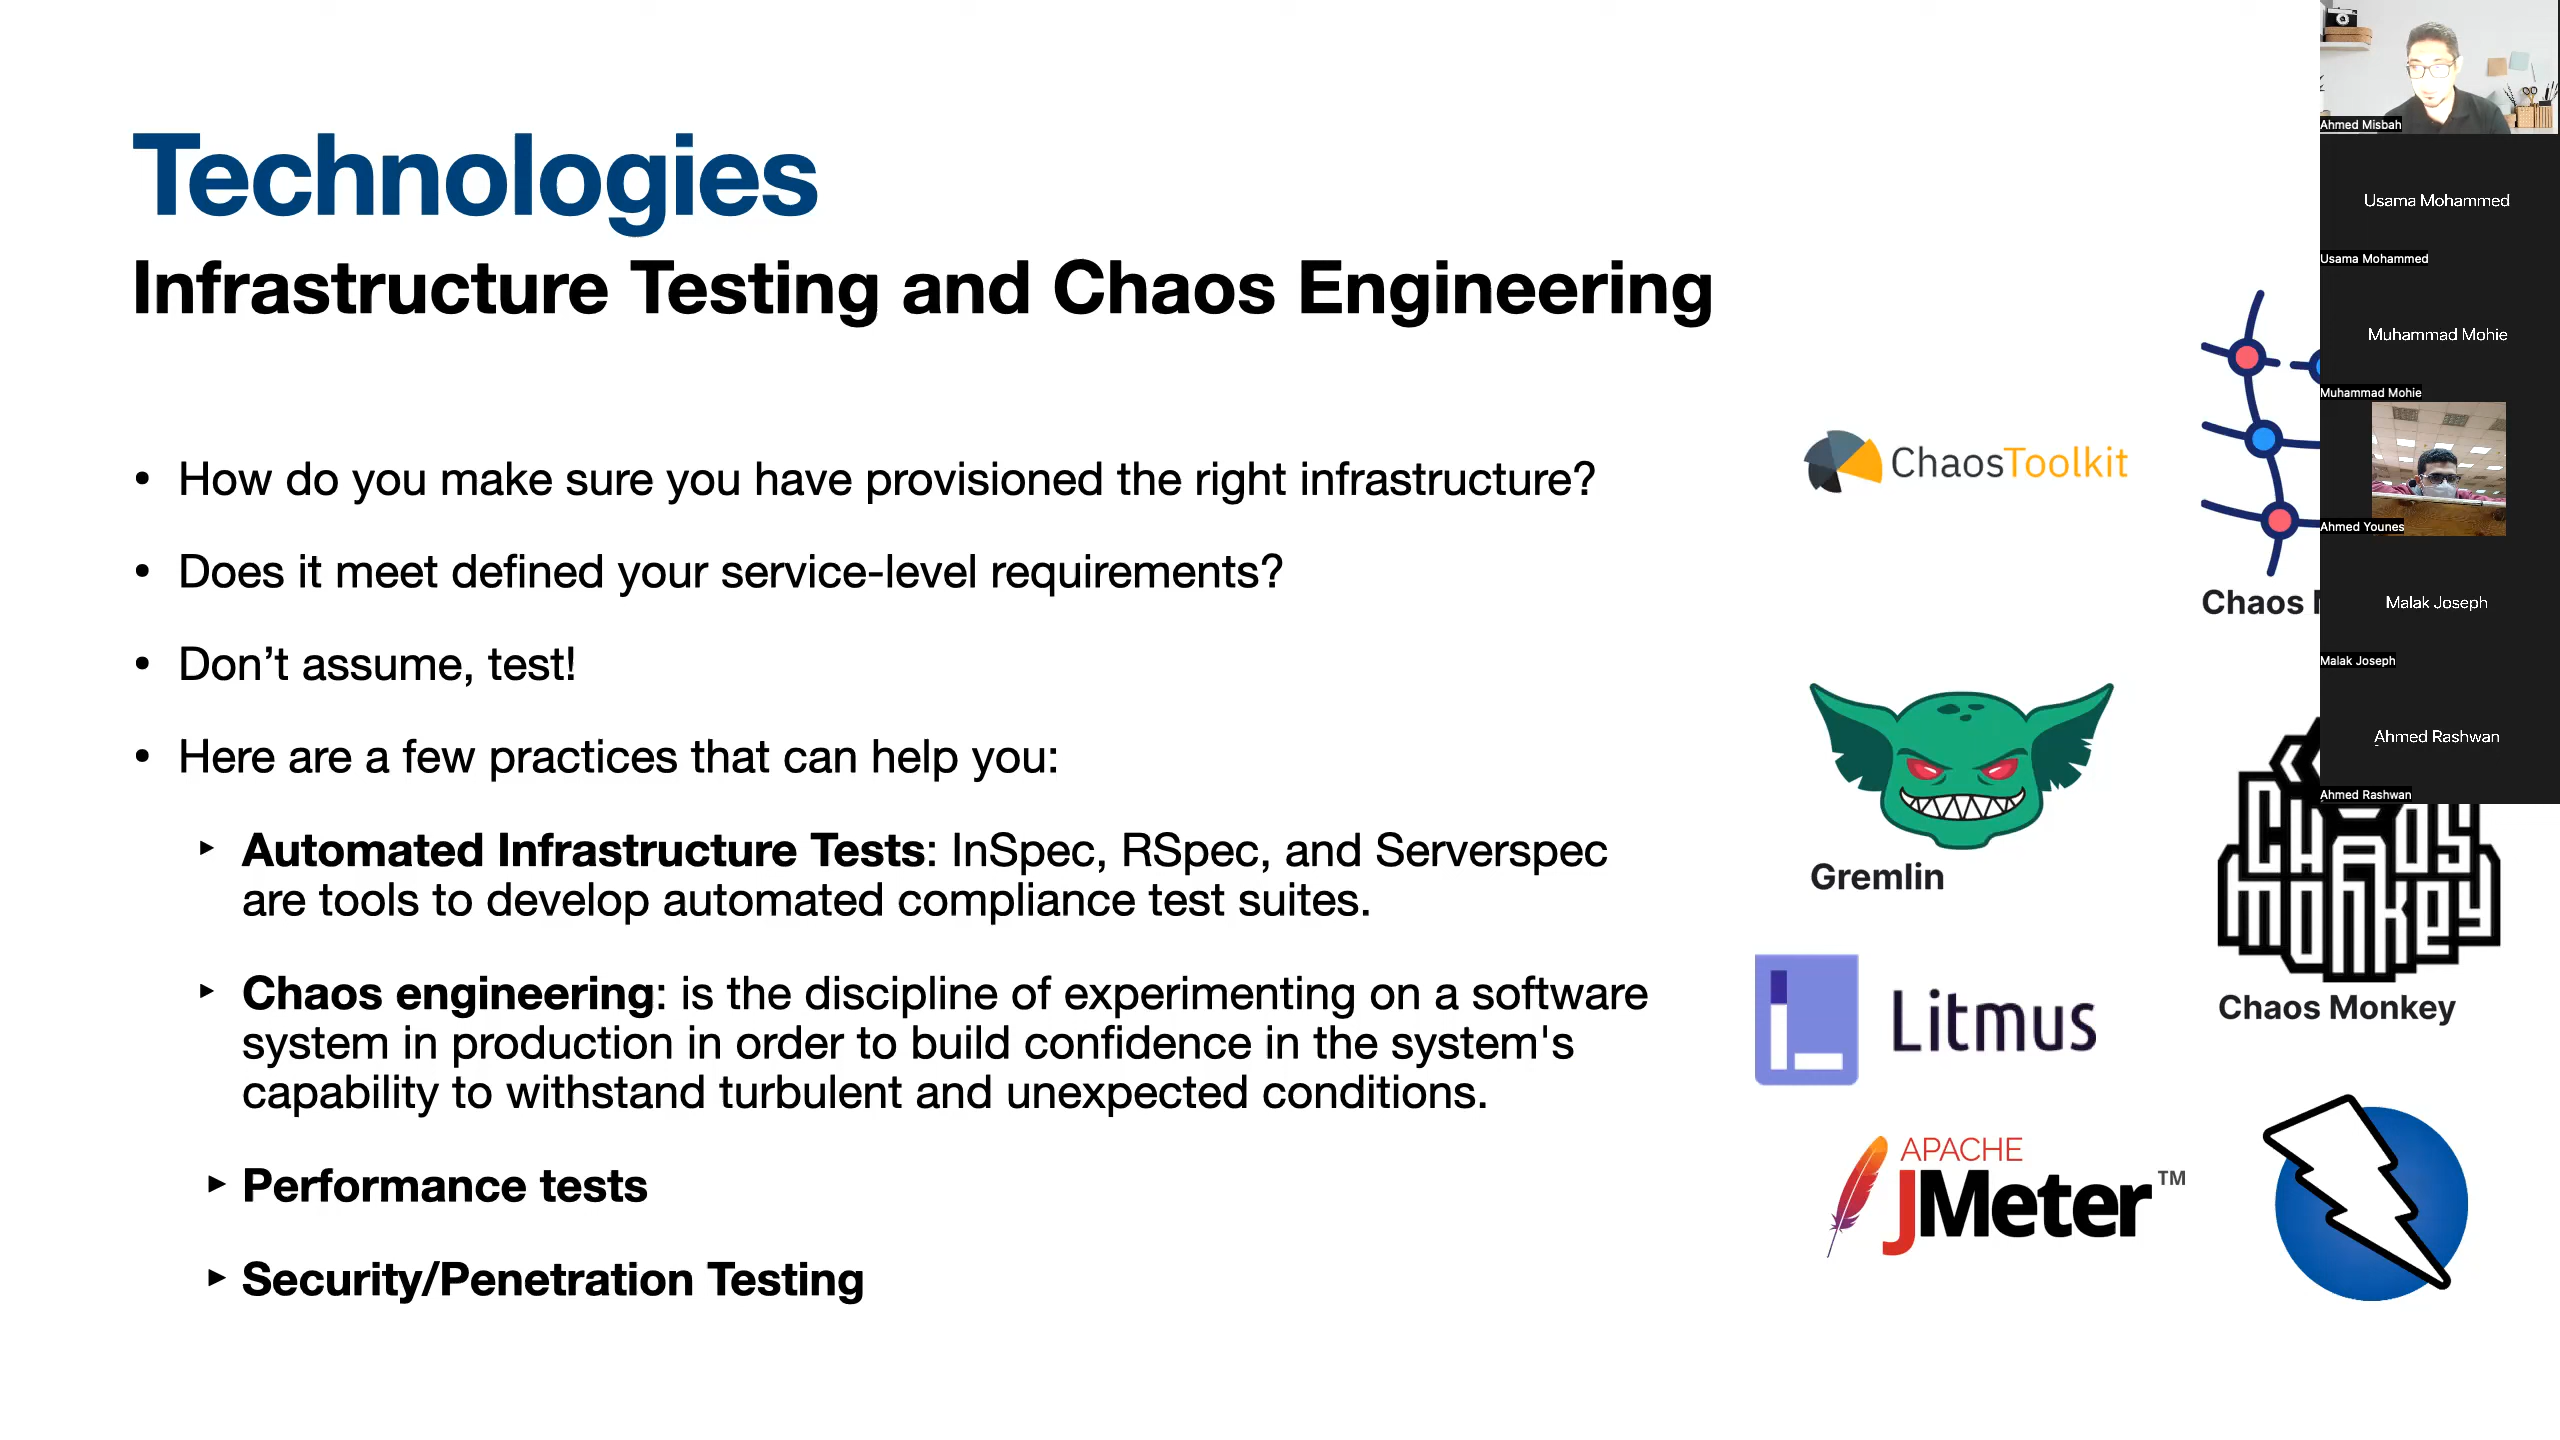 Technologies
Infrastructure Testing and Chaos Engineering
• How do you make sure you have provisioned the right infrastructure?
• Does it meet defined your service-level requirements?
• Don’t assume, test!
• Here are a few practices that can help you:
‣ Automated Infrastructure Tests: InSpec, RSpec, and Serverspec
are tools to develop automated compliance test suites.
‣ Chaos engineering: is the discipline of experimenting on a software
system in production in order to build confidence in the system's
capability to withstand turbulent and unexpected conditions.
‣ Performance tests
‣ Security/Penetration Testing
ChaosToolkit
Chaos
Gremlin
CHAOS
MONKEY
Chaos Monkey
Litmus
APACHE
JMeter™
Ahmed Misbah
Usama Mohammed
Usama Mohammed
Muhammad Mohie
Muhammad Mohie
Ahmed Younes
Malak Joseph
Malak Joseph
Ahmed Rashwan
Ahmed Rashwan